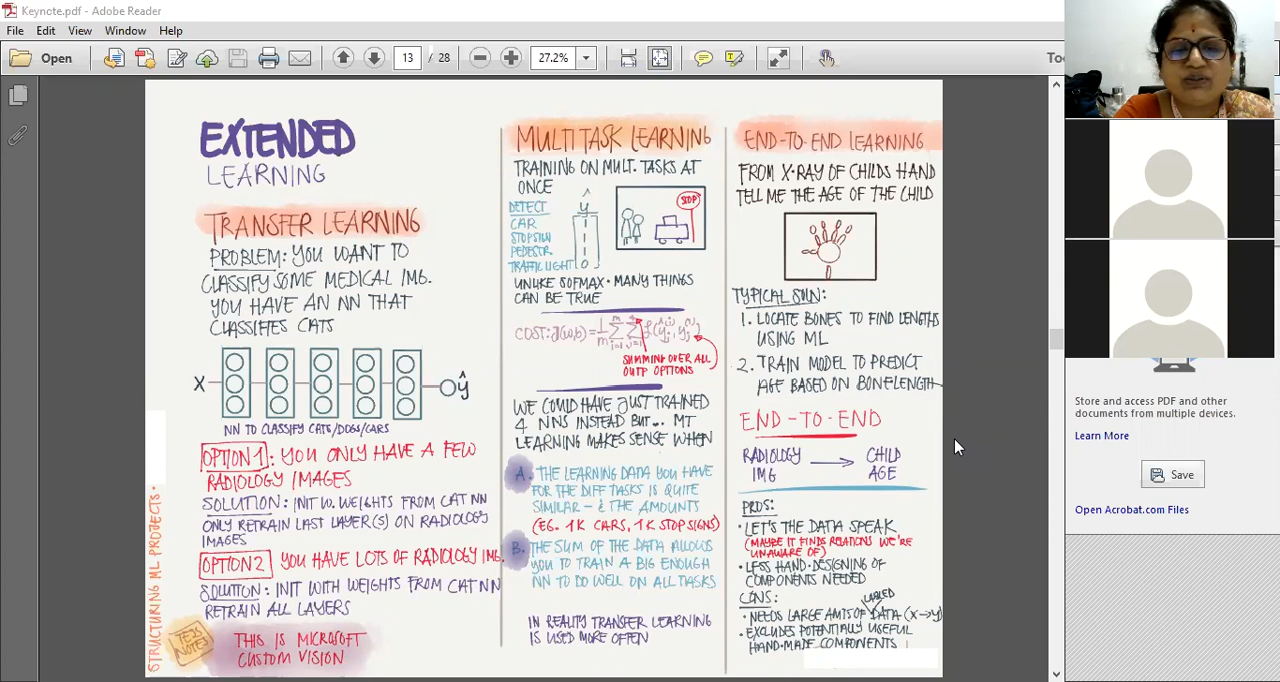 Keynote.pdf - Adobe Reader
File Edit View Window Help
Open
13 / 28
27.2%
To
EXTENDED
LEARNING
TRANSFER LEARNING
PROBLEM: YOU WANT TO
CLASSIFY SOME MEDICAL IMG.
YOU HAVE AN NN THAT
CLASSIFIES CATS
X
ŷ
NN TO CLASSIFY CATS/DOGS/CARS
OPTION 1: YOU ONLY HAVE A FEW
RADIOLOGY IMAGES
SOLUTION: INIT W. WEIGHTS FROM CAT NN
ONLY RETRAIN LAST LAYER(S) ON RADIOLOGY
IMAGES
OPTION 2 YOU HAVE LOTS OF RADIOLOGY IMG.
SOLUTION: INIT WITH WEIGHTS FROM CAT NN
RETRAIN ALL LAYERS
THIS IS MICROSOFT
CUSTOM VISION
STRUCTURING ML PROJECTS.
TESS
NOTES
MULTITASK LEARNING
TRAINING ON MULT. TASKS AT
ONCE
DETECT
CAR
STOPSIGN
PEDESTR.
TRAFFIC LIGHT
ŷ
STOP
UNLIKE SOFMAX • MANY THINGS
CAN BE TRUE
SUMMING OVER ALL
OUTP OPTIONS
WE COULD HAVE JUST TRAINED
4 NNS INSTEAD BUT... MT
LEARNING MAKES SENSE WHEN
A. THE LEARNING DATA YOU HAVE
FOR THE DIFF TASKS IS QUITE
SIMILAR - & THE AMOUNTS
(EG. 1K CARS, 1K STOP SIGNS)
B. THE SUM OF THE DATA ALLOWS
YOU TO TRAIN A BIG ENOUGH
NN TO DO WELL ON ALL TASKS
IN REALITY TRANSFER LEARNING
IS USED MORE OFTEN
END-TO-END LEARNING
FROM X-RAY OF CHILDS HAND
TELL ME THE AGE OF THE CHILD
TYPICAL SOLN:
1. LOCATE BONES TO FIND LENGTHS
USING ML
2. TRAIN MODEL TO PREDICT
AGE BASED ON BONELENGTH
END-TO-END
RADIOLOGY IMG → CHILD AGE
PROS:
• LET'S THE DATA SPEAK
(MAYBE IT FINDS RELATIONS WE'RE
UNAWARE OF)
• LESS HAND-DESIGNING OF
COMPONENTS NEEDED
CONS:
• NEEDS LARGE AMTS OF LABLED DATA (X→Y)
• EXCLUDES POTENTIALLY USEFUL
HAND-MADE COMPONENTS
Store and access PDF and other
documents from multiple devices.
Learn More
Save
Open Acrobat.com Files